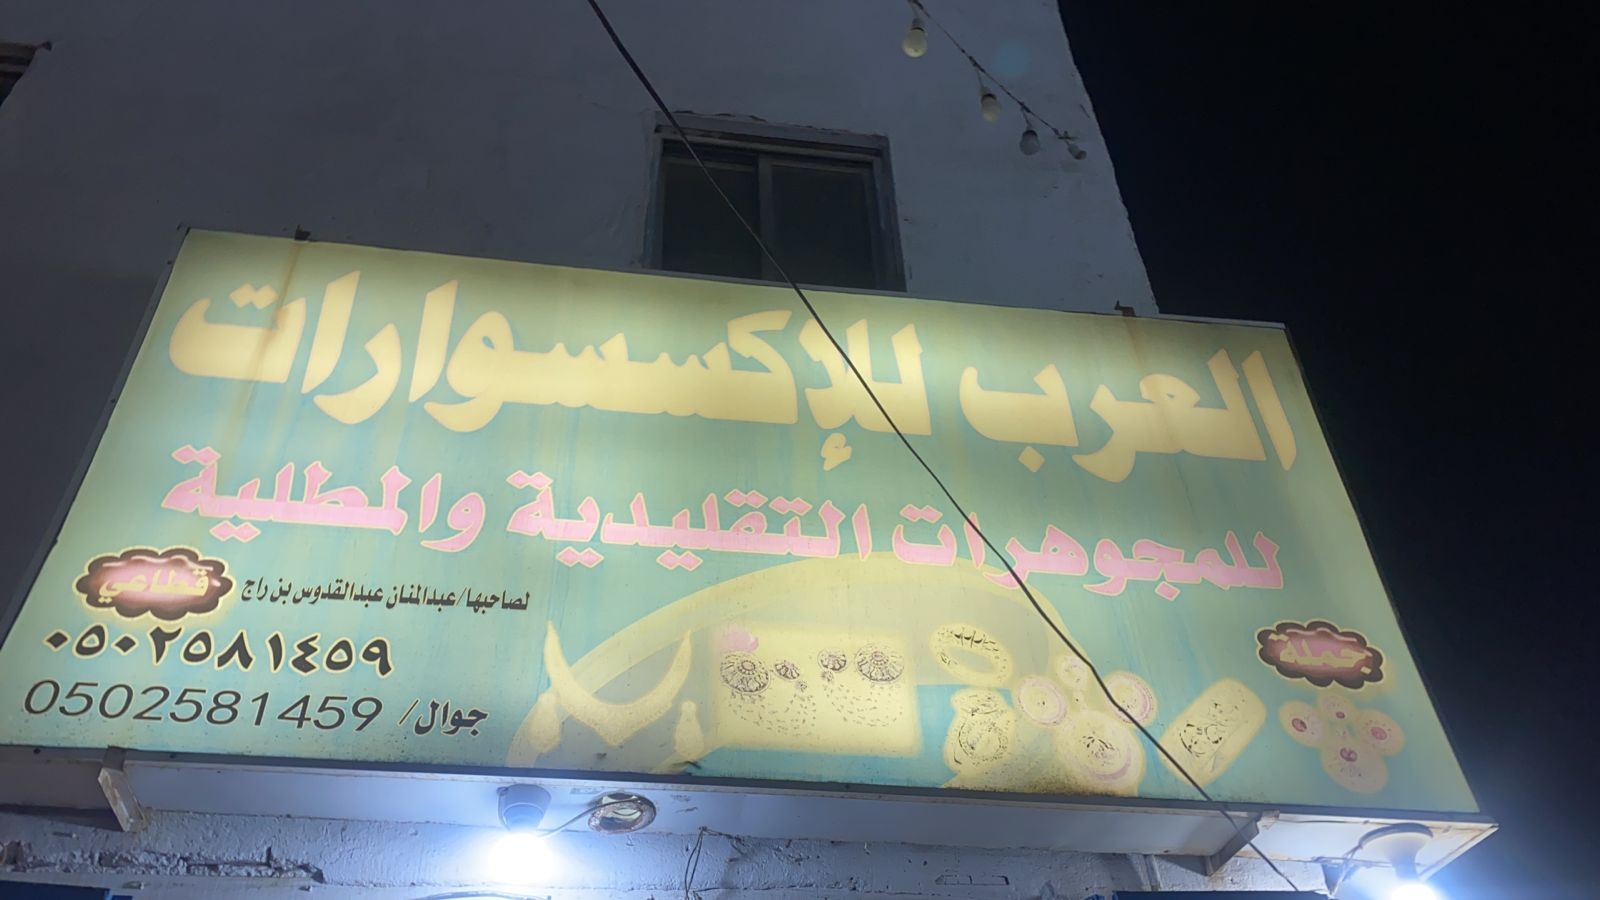 العرب للإكسسوارات
للمجوهرات التقليدية والمطلية
جملة
قطاعي
لصاحبها/عبدالمنان عبدالقدوس بن راج
٠٥٠٢٥٨١٤٥٩
جوال/ 0502581459